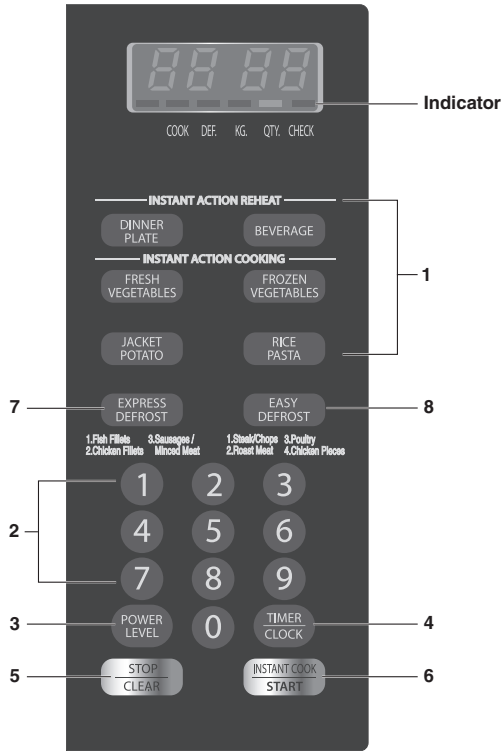 88 88
Indicator
COOK DEF. KG. QTY. CHECK
INSTANT ACTION REHEAT
DINNER
PLATE
BEVERAGE
INSTANT ACTION COOKING
1
FRESH
VEGETABLES
FROZEN
VEGETABLES
JACKET
POTATO
RICE
PASTA
7
EXPRESS
DEFROST
EASY
DEFROST
8
1.Fish Fillets 3.Sausages /
2.Chicken Fillets Minced Meat
1.Steak/Chops 3.Poultry
2.Roast Meat 4.Chicken Pieces
1 2 3
2
4 5 6
7 8 9
3
POWER
LEVEL
0
TIMER
CLOCK
4
5
STOP
CLEAR
INSTANT COOK
START
6